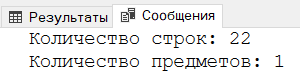 Результаты Сообщения
Количество строк: 22
Количество предметов: 1